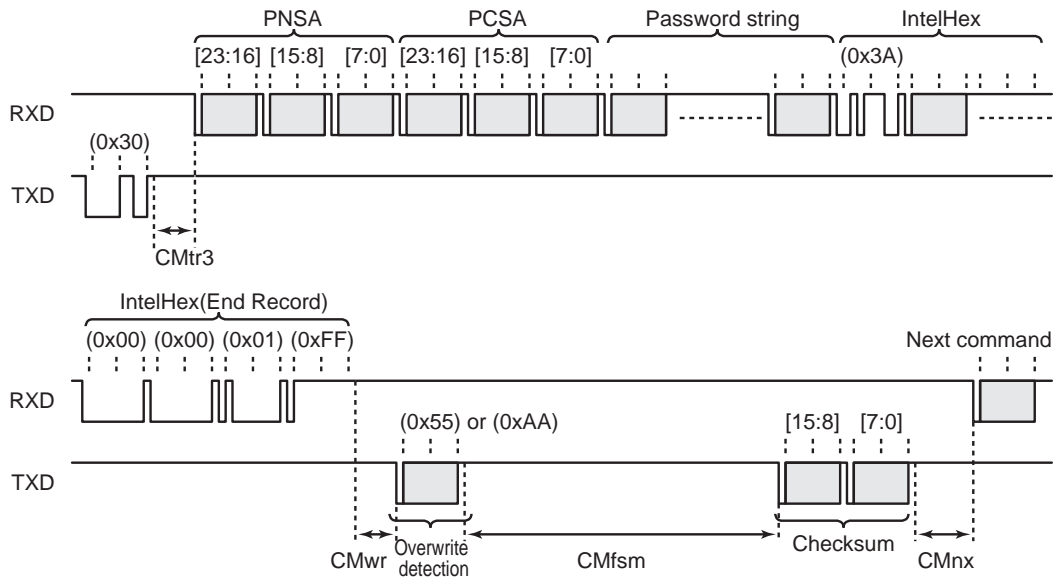 PNSA PCSA Password string IntelHex
[23:16] [15:8] [7:0] [23:16] [15:8] [7:0] (0x3A)
RXD
(0x30)
TXD
CMtr3
IntelHex(End Record)
(0x00) (0x00) (0x01) (0xFF) Next command
RXD
(0x55) or (0xAA) [15:8] [7:0]
TXD
CMwr Overwrite detection CMfsm Checksum CMnx